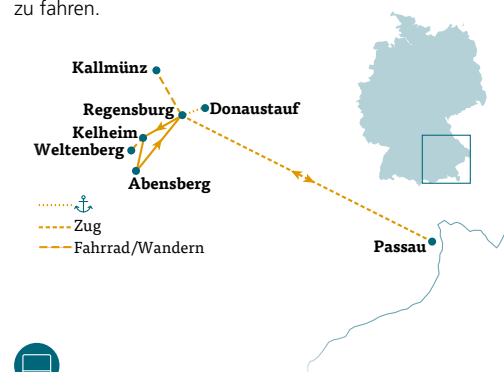 zu fahren.
Kallmünz
Regensburg
Donaustauf
Kelheim
Weltenberg
Abensberg
Zug
Fahrrad/Wandern
Passau